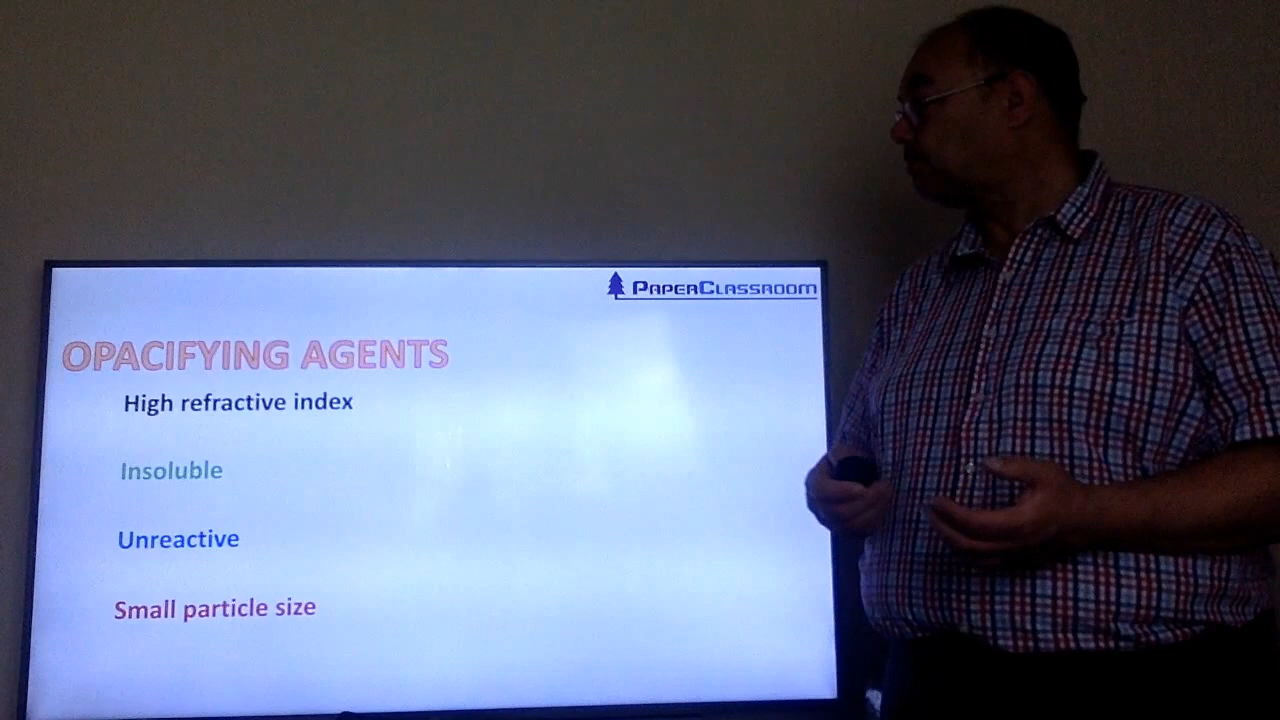 PAPERCLASSROOM
OPACIFYING AGENTS
High refractive index
Insoluble
Unreactive
Small particle size